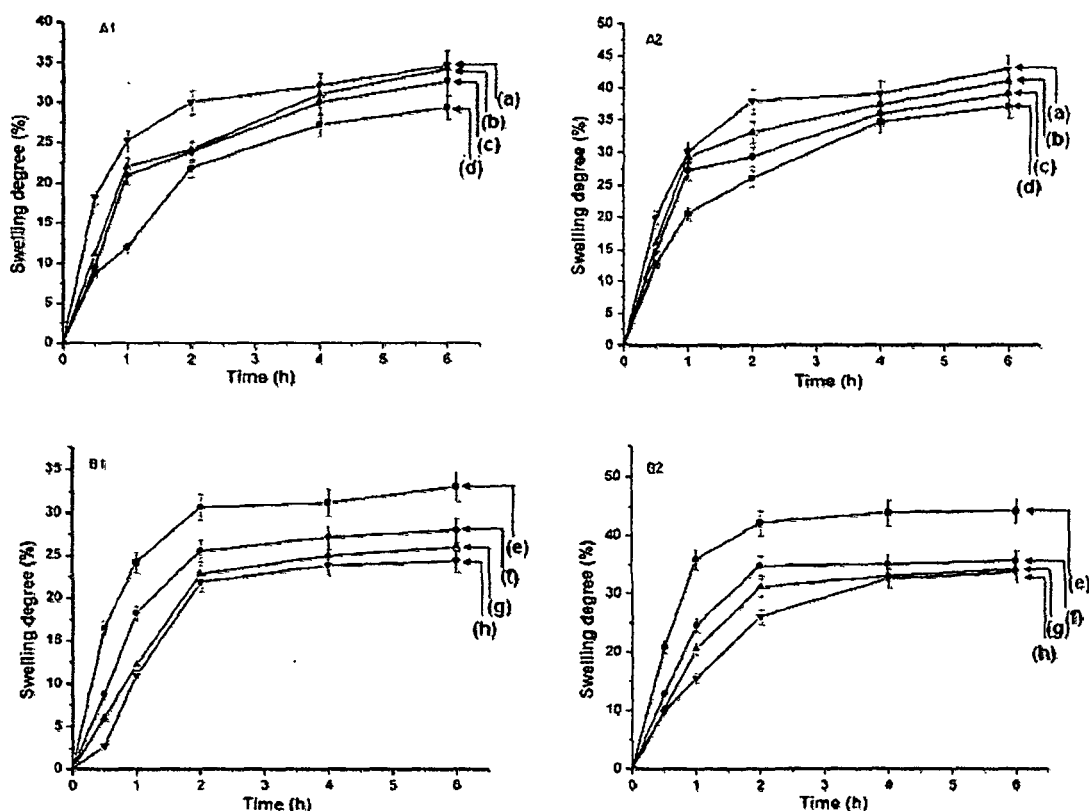 A1
40
35
30
25
20
15
10
5
0
Swelling degree (%)
0 1 2 3 4 5 6
Time (h)
(a)
(b)
(c)
(d)
A2
50
45
40
35
30
25
20
15
10
5
0
Swelling degree (%)
0 1 2 3 4 5 6
Time (h)
(a)
(b)
(c)
(d)
B1
35
30
25
20
15
10
5
0
Swelling degree (%)
0 1 2 3 4 5 6
Time (h)
(e)
(f)
(g)
(h)
B2
50
40
30
20
10
0
Swelling degree (%)
0 1 2 3 4 5 6
Time (h)
(e)
(f)
(g)
(h)